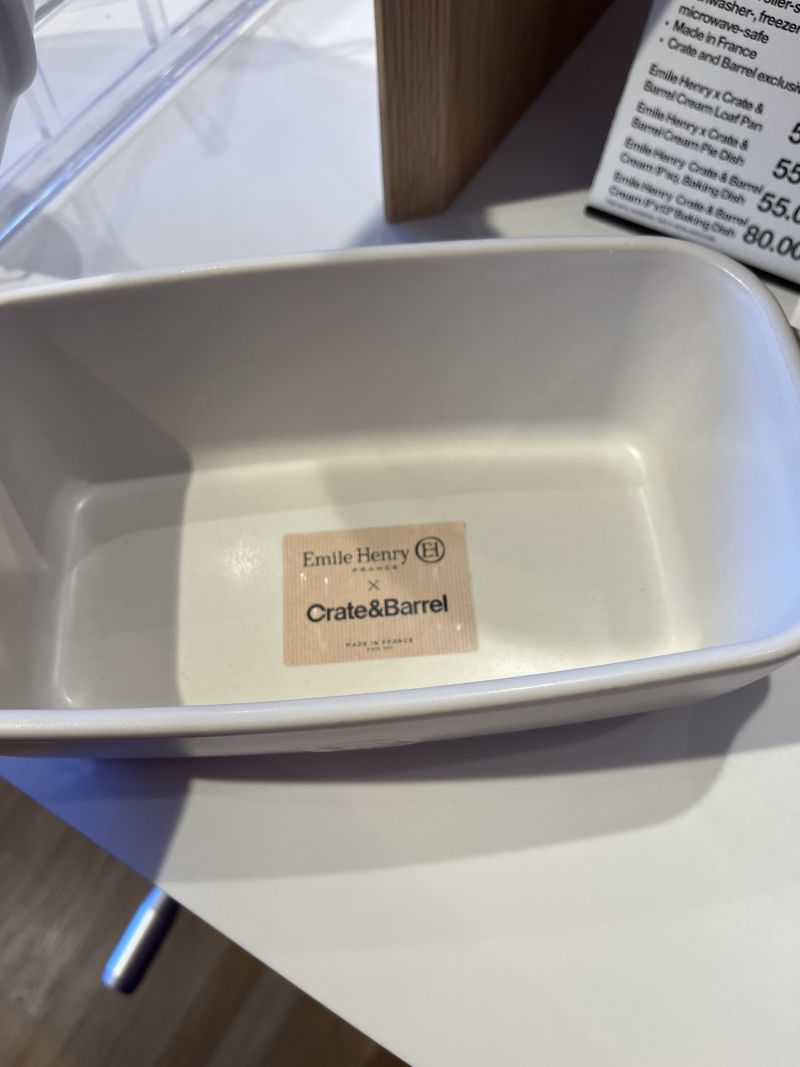 microwave-safe
• Made in France
• Crate and Barrel
Emile Henry x Crate &
Barrel Cream Loaf Pan
Emile Henry x Crate &
Barrel Cream Pie Dish
55
Emile Henry Crate & Barrel
Cream 9"sq. Baking Dish
55.0
Emile Henry Crate & Barrel
Cream 9"x13" Baking Dish
80.00
Emile Henry EH
FRANCE
×
Crate&Barrel
MADE IN FRANCE